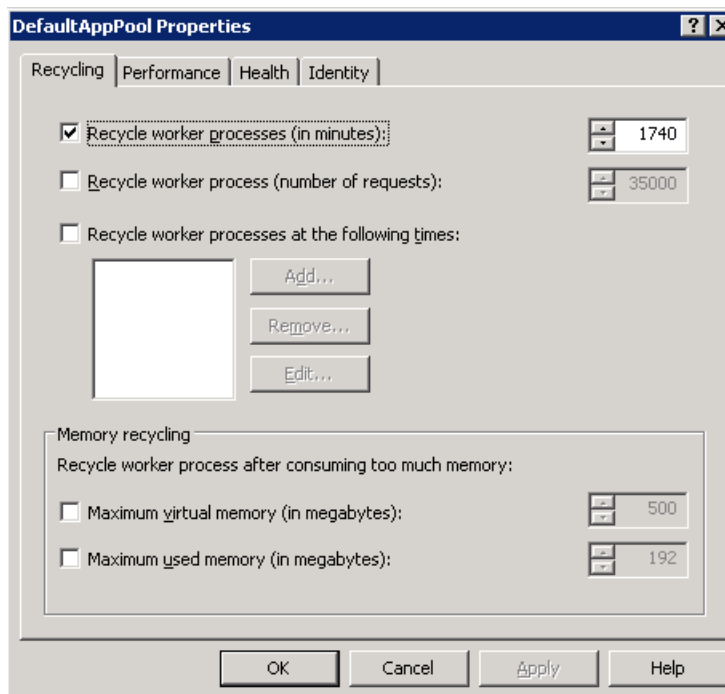 DefaultAppPool Properties
Recycling Performance Health Identity
Recycle worker processes (in minutes): 1740
Recycle worker process (number of requests): 35000
Recycle worker processes at the following times:
Add...
Remove...
Edit...
Memory recycling
Recycle worker process after consuming too much memory:
Maximum virtual memory (in megabytes): 500
Maximum used memory (in megabytes): 192
OK Cancel Apply Help